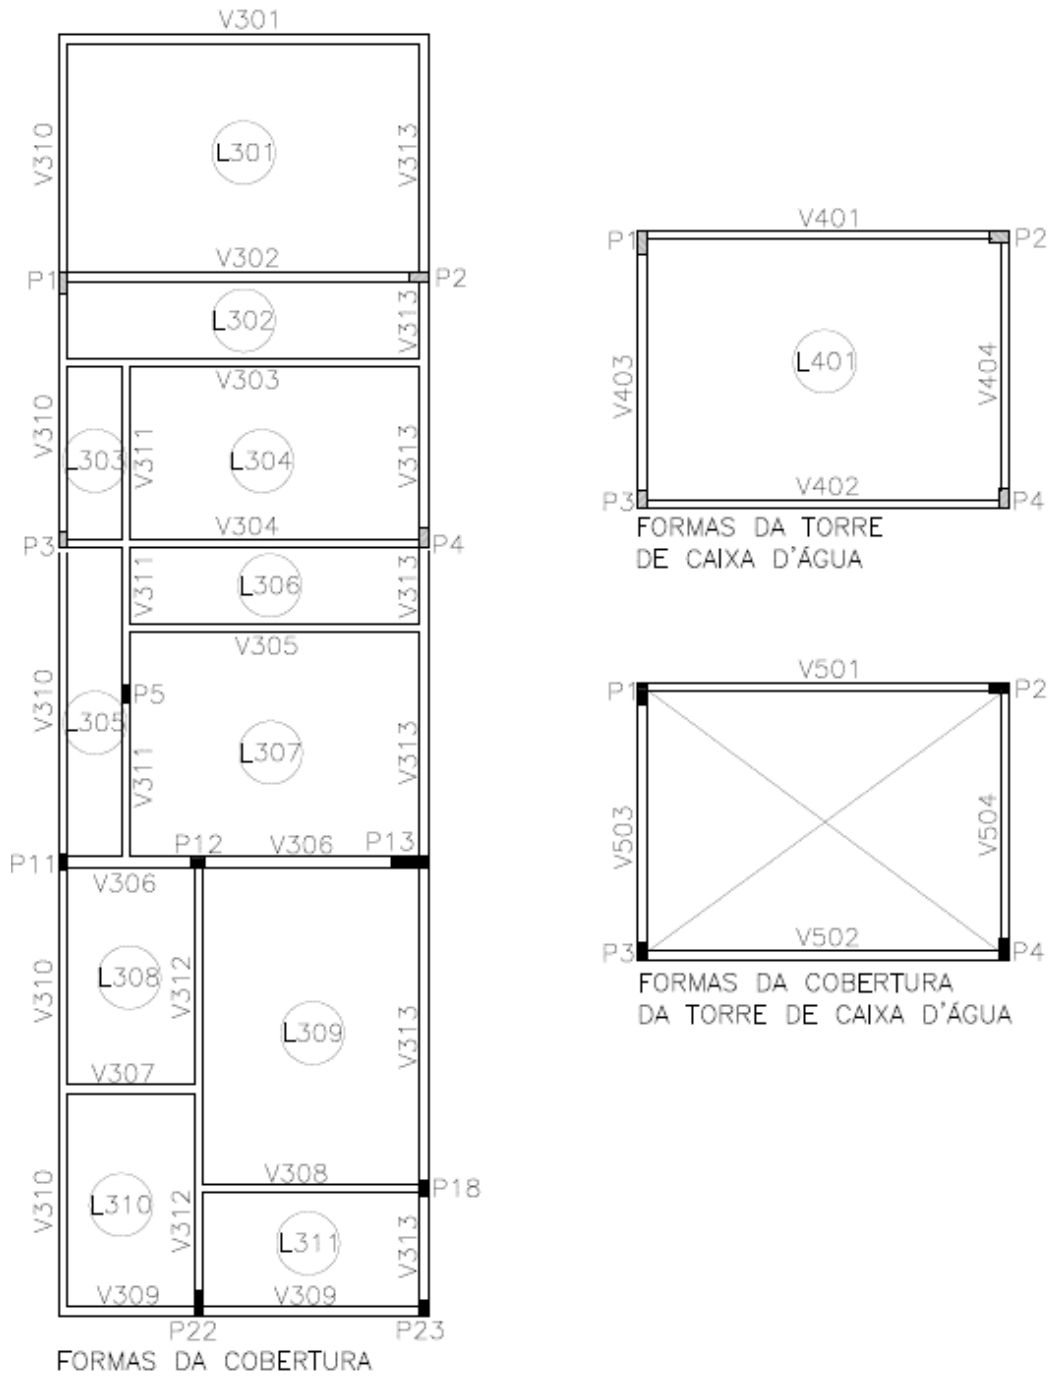 V301
V310
L301
V313
V302
P1
P2
L302
V313
V303
V310
L303
V311
L304
V313
V304
P3
P4
V311
L306
V313
V305
V310
L305
P5
V311
L307
V313
P12
V306
P13
P11
V306
V310
L308
V312
L309
V313
V307
V308
P18
V310
L310
V312
L311
V313
V309
V309
P22
P23
FORMAS DA COBERTURA
V401
P1
P2
V403
L401
V404
V402
P3
P4
FORMAS DA TORRE
DE CAIXA D'ÁGUA
V501
P1
P2
V503
V504
V502
P3
P4
FORMAS DA COBERTURA
DA TORRE DE CAIXA D'ÁGUA